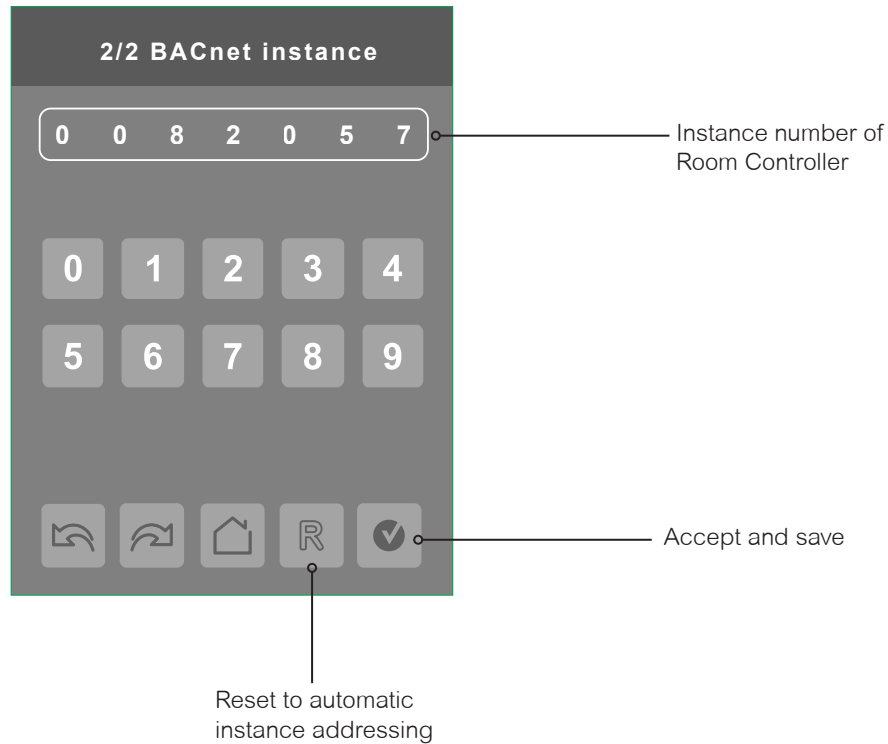 2/2 BACnet instance
0 0 8 2 0 5 7
Instance number of
Room Controller
0 1 2 3 4
5 6 7 8 9
R
Accept and save
Reset to automatic
instance addressing